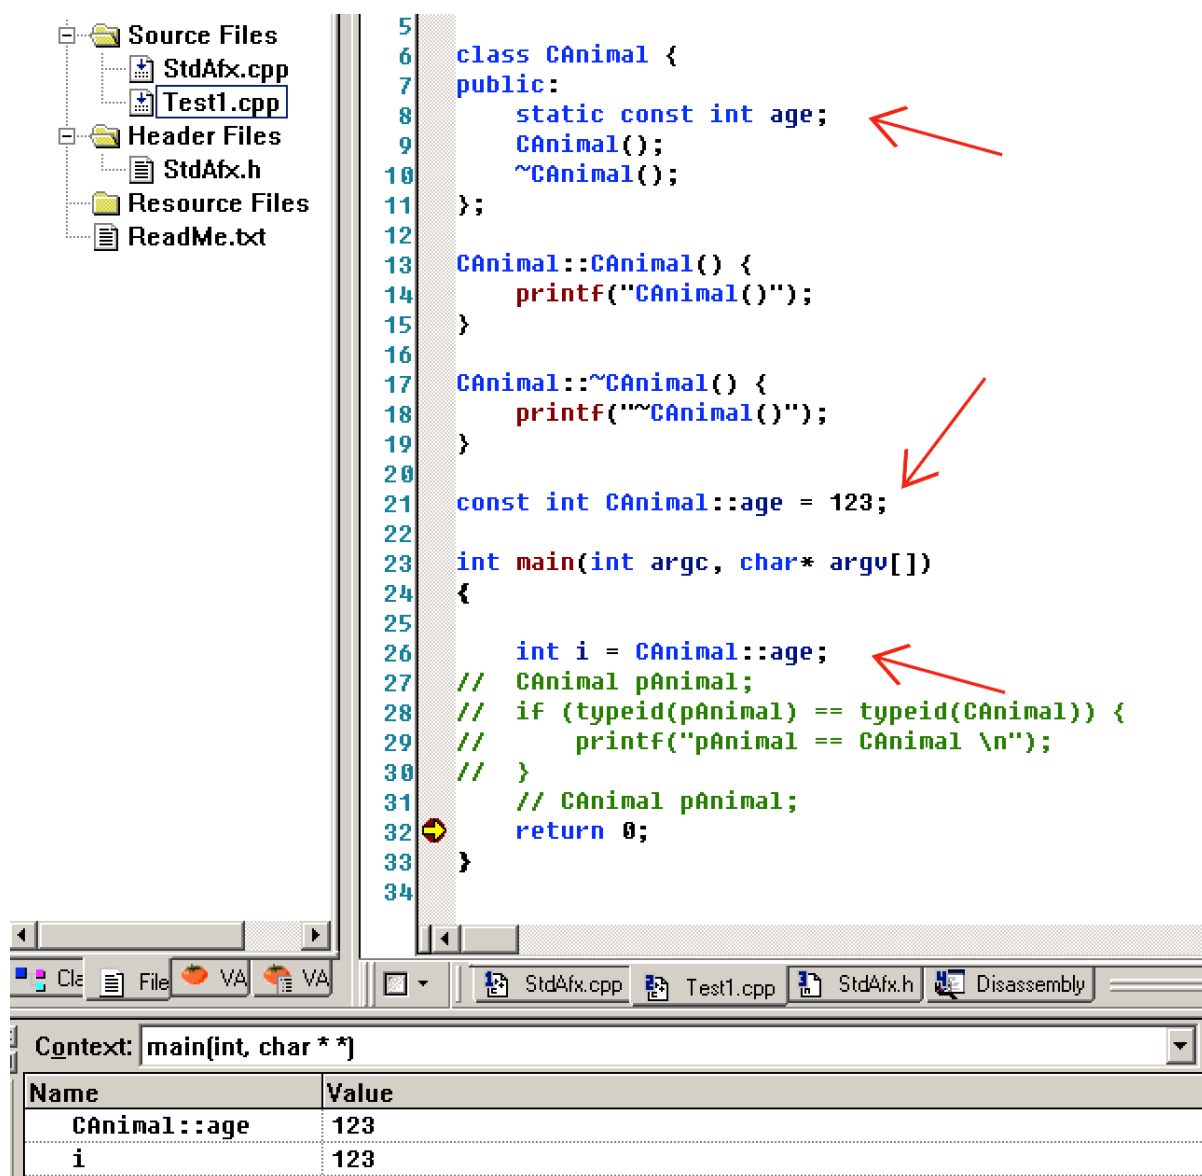 Source Files
StdAfx.cpp
Test1.cpp
Header Files
StdAfx.h
Resource Files
ReadMe.txt
5
6 class CAnimal {
7 public:
8     static const int age;
9     CAnimal();
10     ~CAnimal();
11 };
12
13 CAnimal::CAnimal() {
14     printf("CAnimal()");
15 }
16
17 CAnimal::~CAnimal() {
18     printf("~CAnimal()");
19 }
20
21 const int CAnimal::age = 123;
22
23 int main(int argc, char* argv[])
24 {
25
26     int i = CAnimal::age;
27 //  CAnimal pAnimal;
28 //  if (typeid(pAnimal) == typeid(CAnimal)) {
29 //      printf("pAnimal == CAnimal \n");
30 //  }
31     // CAnimal pAnimal;
32     return 0;
33 }
34
Cla File VA VA
StdAfx.cpp Test1.cpp StdAfx.h Disassembly
Context: main(int, char * *)
Name Value
CAnimal::age 123
i 123